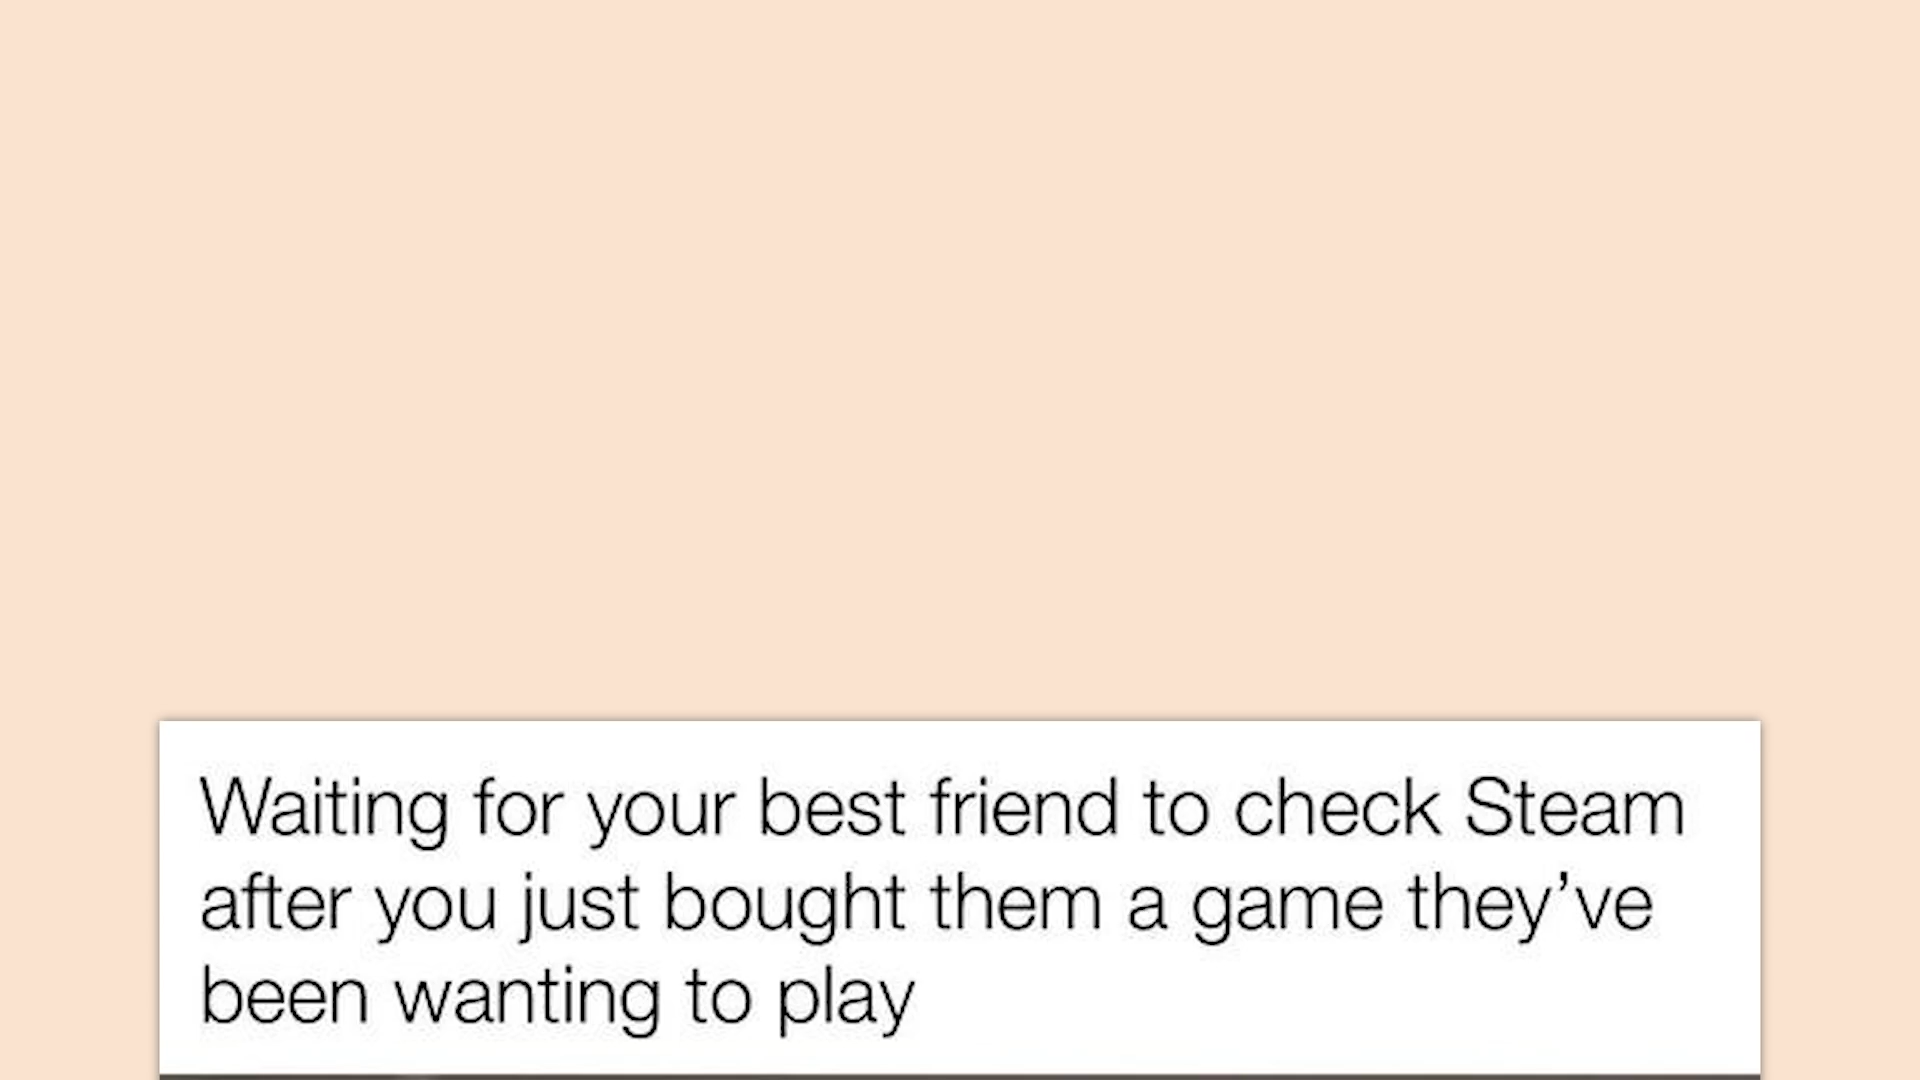 Waiting for your best friend to check Steam
after you just bought them a game they’ve
been wanting to play